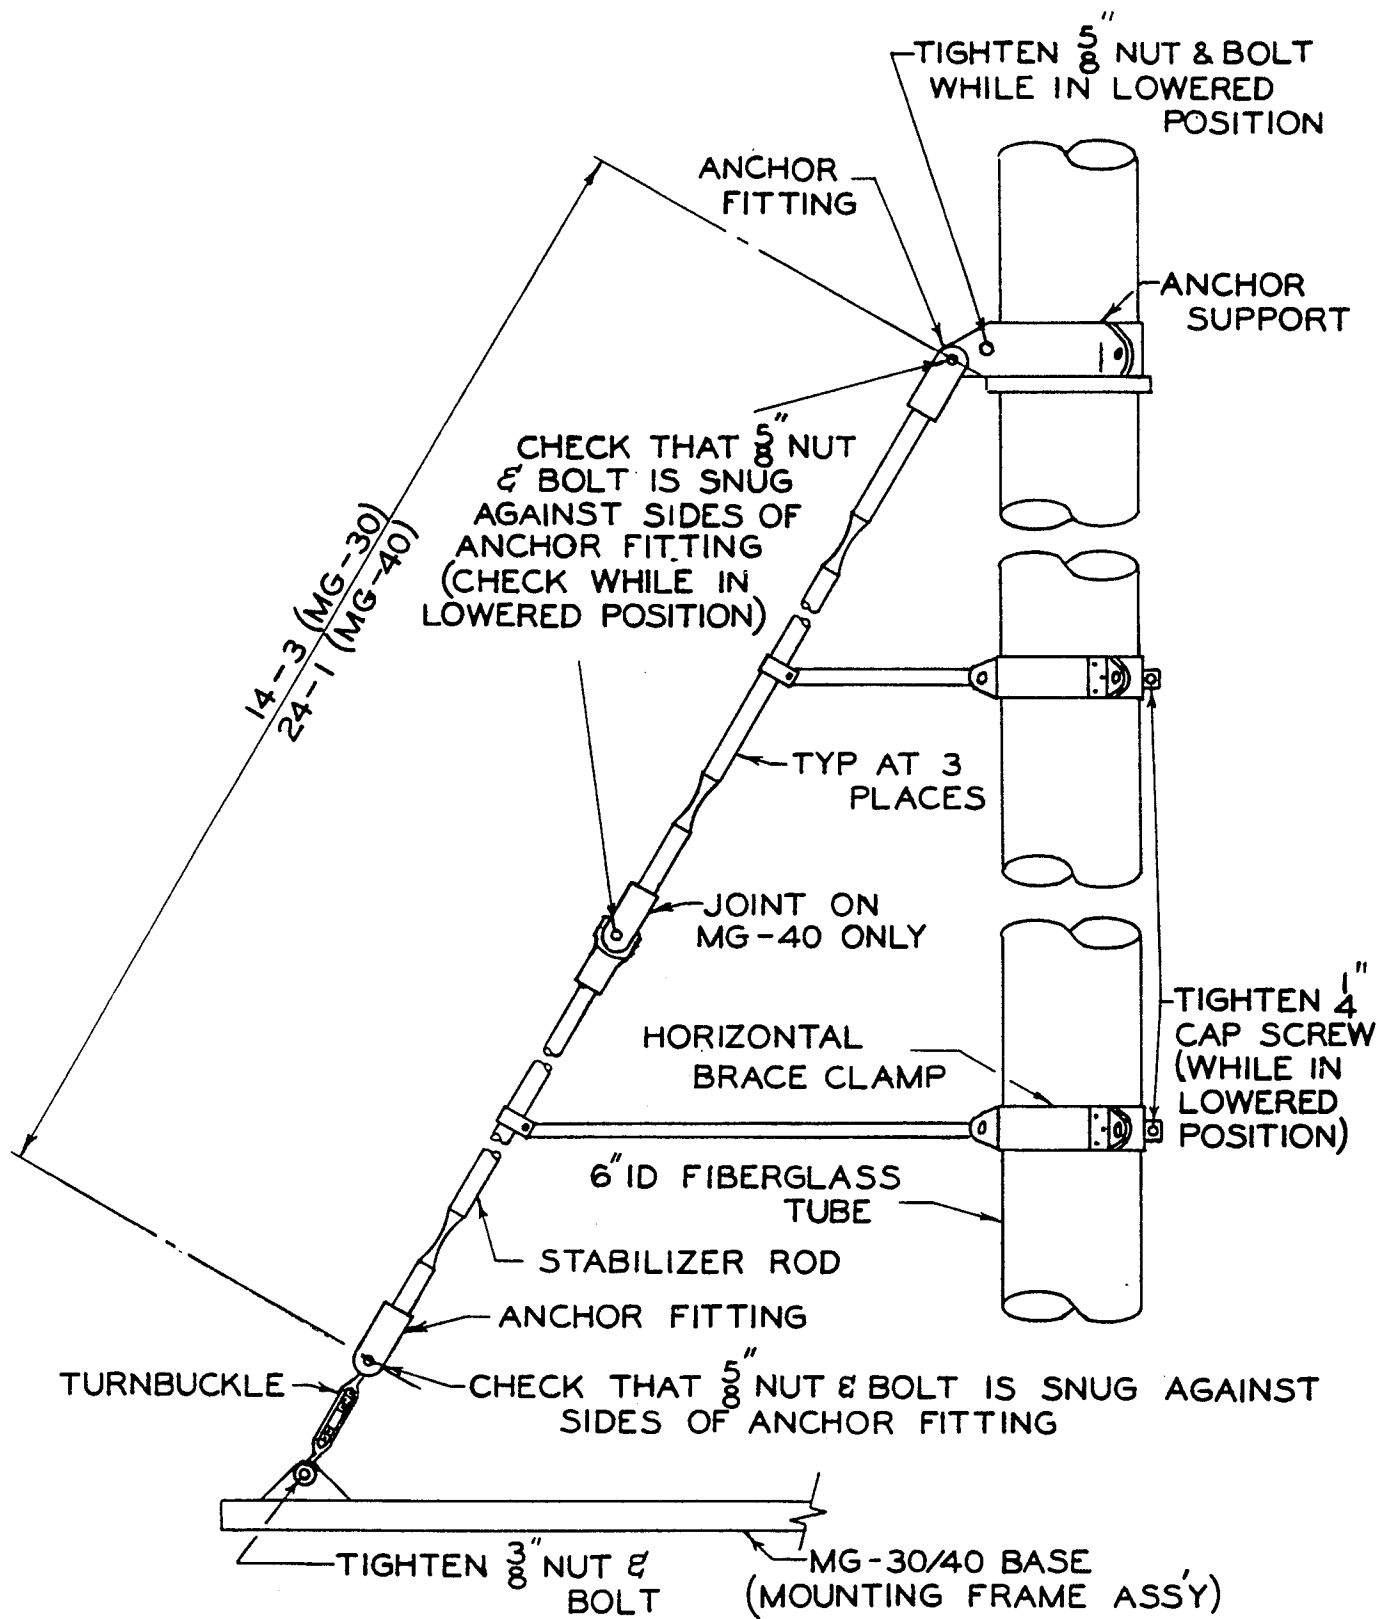 TIGHTEN 5/8" NUT & BOLT
WHILE IN LOWERED
POSITION
ANCHOR
FITTING
ANCHOR
SUPPORT
CHECK THAT 5/8" NUT
& BOLT IS SNUG
AGAINST SIDES OF
ANCHOR FITTING
(CHECK WHILE IN
LOWERED POSITION)
14-3 (MG-30)
24-1 (MG-40)
TYP AT 3
PLACES
JOINT ON
MG-40 ONLY
TIGHTEN 1/4"
CAP SCREW
(WHILE IN
LOWERED
POSITION)
HORIZONTAL
BRACE CLAMP
6" ID FIBERGLASS
TUBE
STABILIZER ROD
ANCHOR FITTING
TURNBUCKLE
CHECK THAT 5/8" NUT & BOLT IS SNUG AGAINST
SIDES OF ANCHOR FITTING
TIGHTEN 3/8" NUT &
BOLT
MG-30/40 BASE
(MOUNTING FRAME ASS'Y)